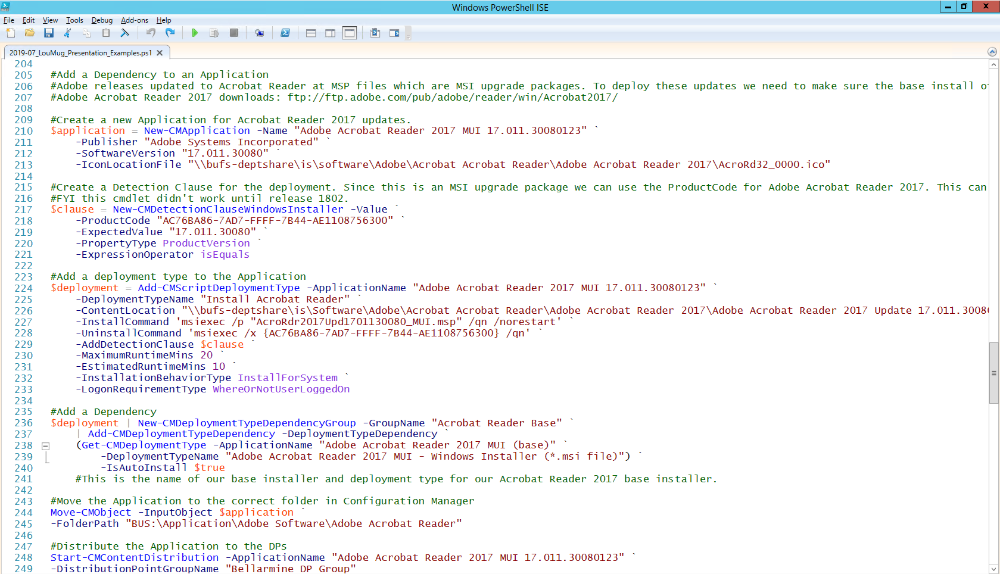 Windows PowerShell ISE
File Edit View Tools Debug Add-ons Help
2019-07_LouMug_Presentation_Examples.ps1
204
205 #Add a Dependency to an Application
206 #Adobe releases updated to Acrobat Reader at MSP files which are MSI upgrade packages. To deploy these updates we need to make sure the base install of
207 #Adobe Acrobat Reader 2017 downloads: ftp://ftp.adobe.com/pub/adobe/reader/win/Acrobat2017/
208
209 #Create a new Application for Acrobat Reader 2017 updates.
210 $application = New-CMApplication -Name "Adobe Acrobat Reader 2017 MUI 17.011.30080123" `
211 -Publisher "Adobe Systems Incorporated" `
212 -SoftwareVersion "17.011.30080" `
213 -IconLocationFile "\\bufs-deptshare\is\software\Adobe\Acrobat Acrobat Reader\Adobe Acrobat Reader 2017\AcroRd32_0000.ico"
214
215 #Create a Detection Clause for the deployment. Since this is an MSI upgrade package we can use the ProductCode for Adobe Acrobat Reader 2017. This can
216 #FYI this cmdlet didn't work until release 1802.
217 $clause = New-CMDetectionClauseWindowsInstaller -Value `
218 -ProductCode "AC76BA86-7AD7-FFFF-7B44-AE1108756300" `
219 -ExpectedValue "17.011.30080" `
220 -PropertyType ProductVersion `
221 -ExpressionOperator isEquals
222
223 #Add a deployment type to the Application
224 $deployment = Add-CMScriptDeploymentType -ApplicationName "Adobe Acrobat Reader 2017 MUI 17.011.30080123" `
225 -DeploymentTypeName "Install Acrobat Reader" `
226 -ContentLocation "\\bufs-deptshare\is\Software\Adobe\Acrobat Acrobat Reader\Adobe Acrobat Reader 2017\Adobe Acrobat Reader 2017 Update 17.011.30080
227 -InstallCommand 'msiexec /p "AcroRdr2017Upd1701130080_MUI.msp" /qn /norestart' `
228 -UninstallCommand 'msiexec /x {AC76BA86-7AD7-FFFF-7B44-AE1108756300} /qn' `
229 -AddDetectionClause $clause `
230 -MaximumRuntimeMins 20 `
231 -EstimatedRuntimeMins 10 `
232 -InstallationBehaviorType InstallForSystem `
233 -LogonRequirementType WhereOrNotUserLoggedOn
234
235 #Add a Dependency
236 $deployment | New-CMDeploymentTypeDependencyGroup -GroupName "Acrobat Reader Base" `
237 | Add-CMDeploymentTypeDependency -DeploymentTypeDependency `
238 (Get-CMDeploymentType -ApplicationName "Adobe Acrobat Reader 2017 MUI (base)" `
239 -DeploymentTypeName "Adobe Acrobat Reader 2017 MUI - Windows Installer (*.msi file)") `
240 -IsAutoInstall $true
241 #This is the name of our base installer and deployment type for our Acrobat Reader 2017 base installer.
242
243 #Move the Application to the correct folder in Configuration Manager
244 Move-CMObject -InputObject $application `
245 -FolderPath "BUS:\Application\Adobe Software\Adobe Acrobat Reader"
246
247 #Distribute the Application to the DPs
248 Start-CMContentDistribution -ApplicationName "Adobe Acrobat Reader 2017 MUI 17.011.30080123" `
249 -DistributionPointGroupName "Bellarmine DP Group"